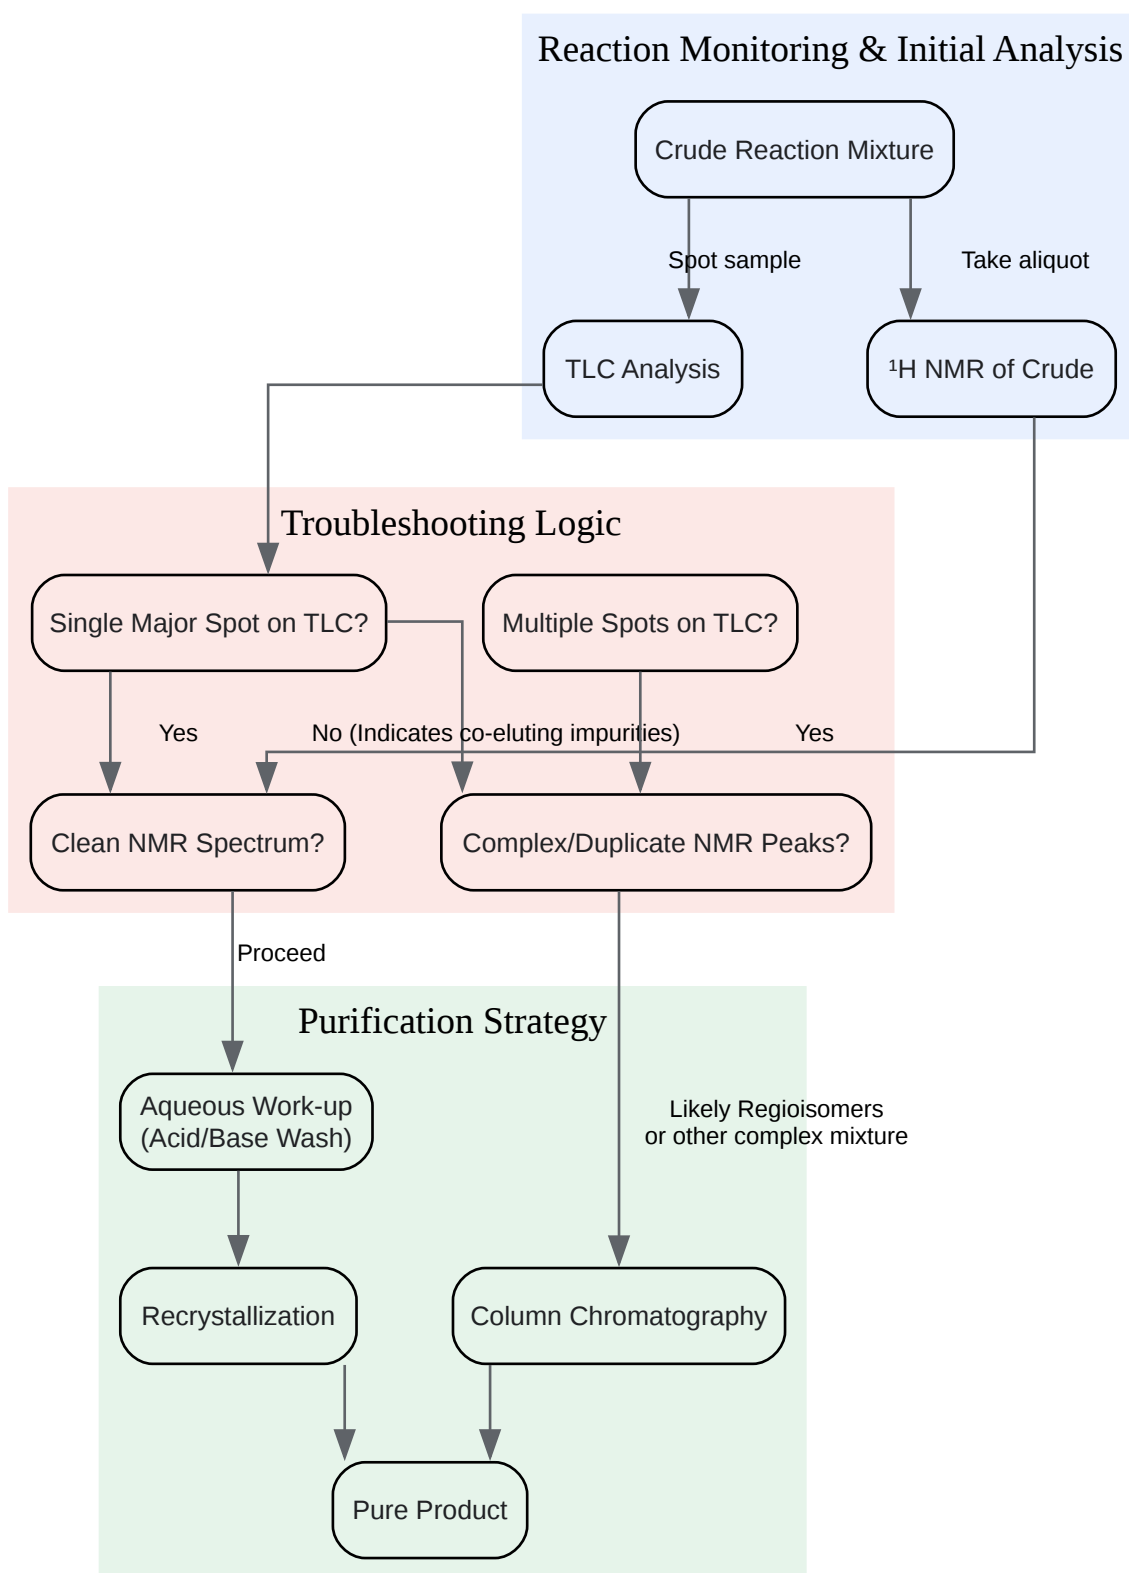 Reaction Monitoring & Initial Analysis
Crude Reaction Mixture
Spot sample
Take aliquot
TLC Analysis
¹H NMR of Crude
Troubleshooting Logic
Single Major Spot on TLC?
Multiple Spots on TLC?
Yes
No (Indicates co-eluting impurities)
Yes
Clean NMR Spectrum?
Complex/Duplicate NMR Peaks?
Proceed
Purification Strategy
Aqueous Work-up
(Acid/Base Wash)
Likely Regioisomers
or other complex mixture
Recrystallization
Column Chromatography
Pure Product